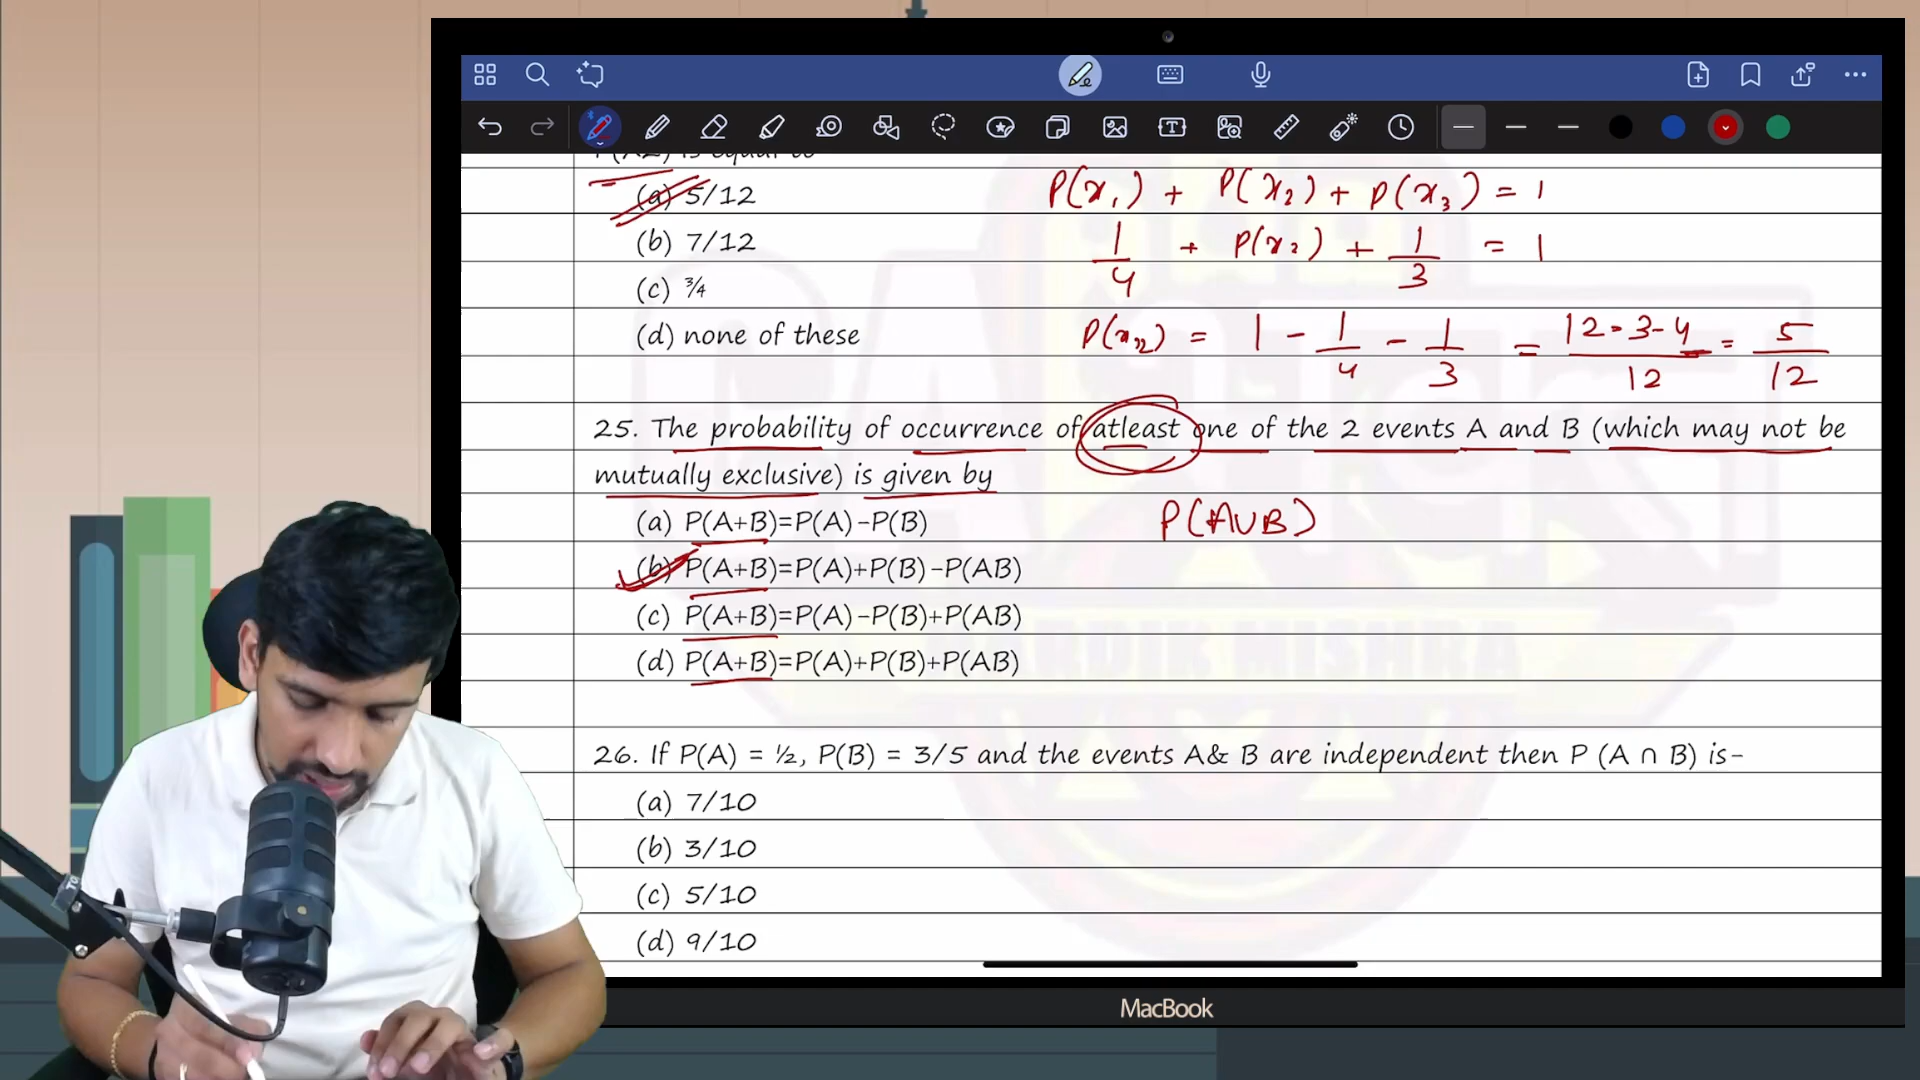 is equal to
(a) 5/12
P(x₁) + P(x₂) + P(x₃) = 1
(b) 7/12
1/4 + P(x₂) + 1/3 = 1
(c) ¾
(d) none of these
P(x₂) = 1 - 1/4 - 1/3 = 12-3-4/12 = 5/12
25. The probability of occurrence of atleast one of the 2 events A and B (which may not be
mutually exclusive) is given by
(a) P(A+B)=P(A)-P(B)
P(A∪B)
(b) P(A+B)=P(A)+P(B)-P(AB)
(c) P(A+B)=P(A)-P(B)+P(AB)
(d) P(A+B)=P(A)+P(B)+P(AB)
26. If P(A) = ½, P(B) = 3/5 and the events A& B are independent then P (A ∩ B) is-
(a) 7/10
(b) 3/10
(c) 5/10
(d) 9/10
MacBook